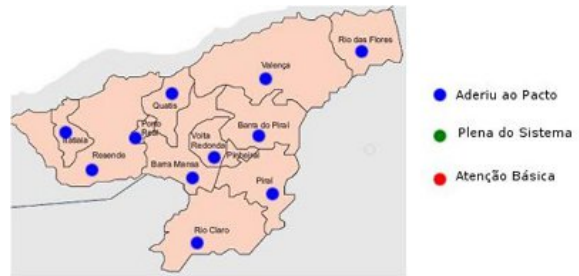 Rio das Flores
Valença
Quatis
Porto
Real
Itatiaia
Resende
Volta
Redonda
Barra do Piraí
Pinheiral
Barra Mansa
Piraí
Rio Claro
Aderiu ao Pacto
Plena do Sistema
Atenção Básica